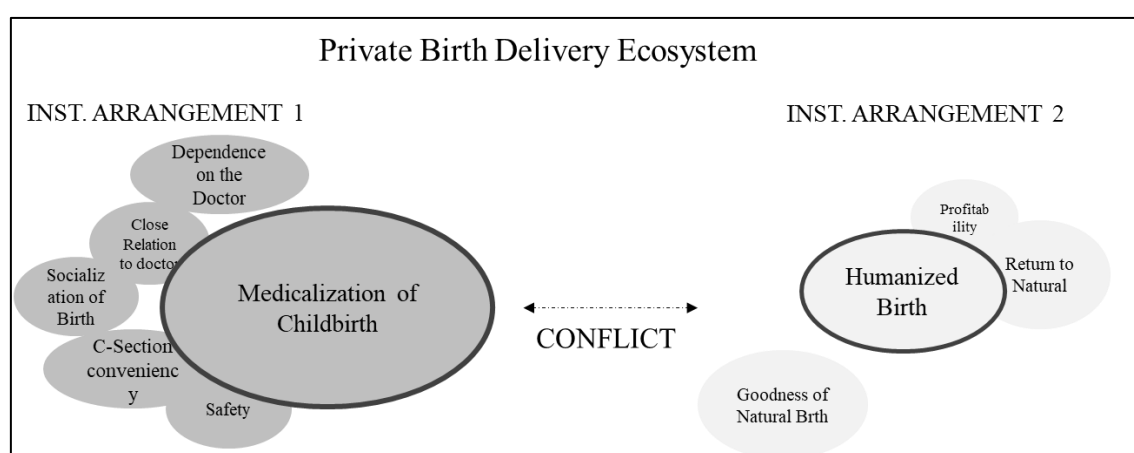 Private Birth Delivery Ecosystem
INST. ARRANGEMENT 1
INST. ARRANGEMENT 2
Dependence
on the
Doctor
Close
Relation
to doctor
Socializ
ation of
Birth
C-Section
convenienc
y
Safety
Medicalization of
Childbirth
CONFLICT
Profitab
ility
Humanized
Birth
Return to
Natural
Goodness of
Natural Brth